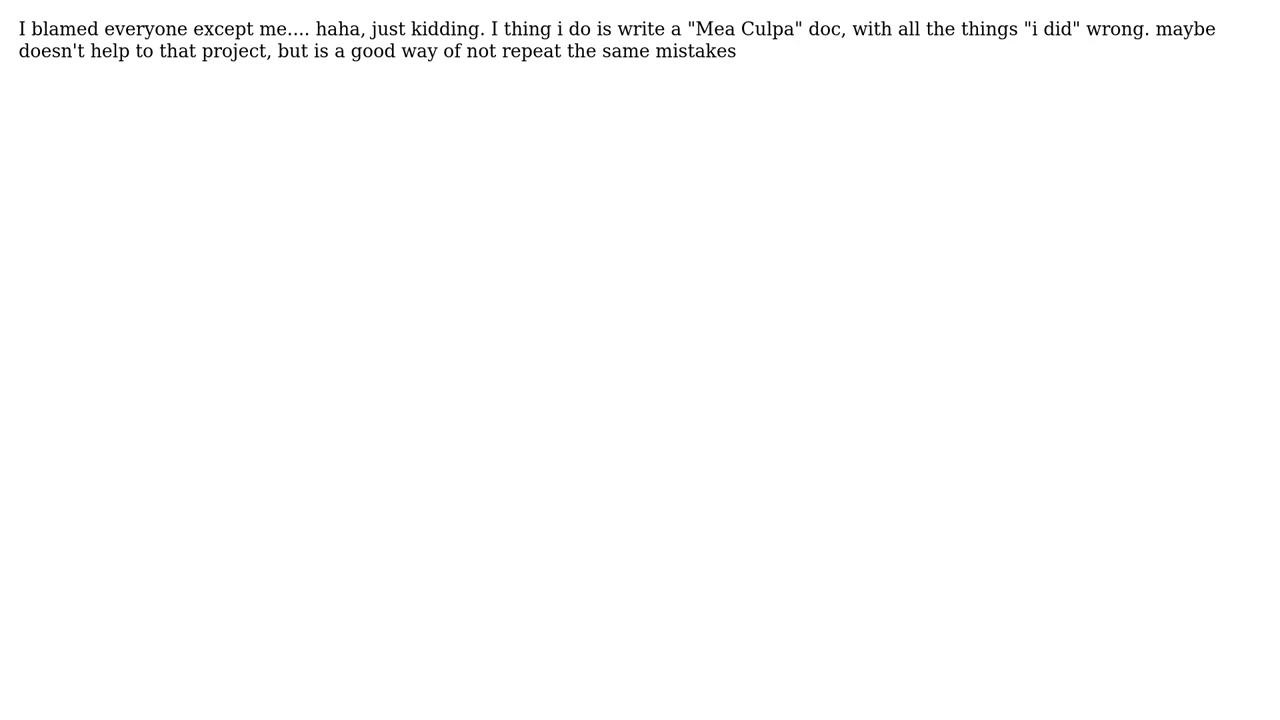 I blamed everyone except me.... haha, just kidding. I thing i do is write a "Mea Culpa" doc, with all the things "i did" wrong. maybe
doesn't help to that project, but is a good way of not repeat the same mistakes